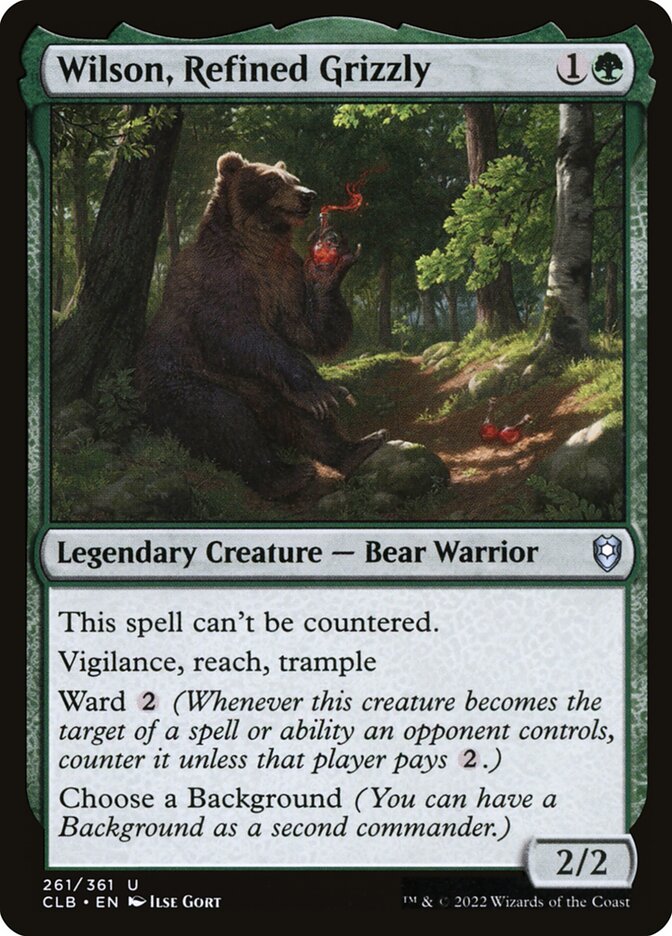 Wilson, Refined Grizzly 1
Legendary Creature — Bear Warrior
This spell can't be countered.
Vigilance, reach, trample
Ward 2 (Whenever this creature becomes the
target of a spell or ability an opponent controls,
counter it unless that player pays 2.)
Choose a Background (You can have a
Background as a second commander.)
2/2
261/361 U
CLB • EN Ilse Gort
™ & © 2022 Wizards of the Coast